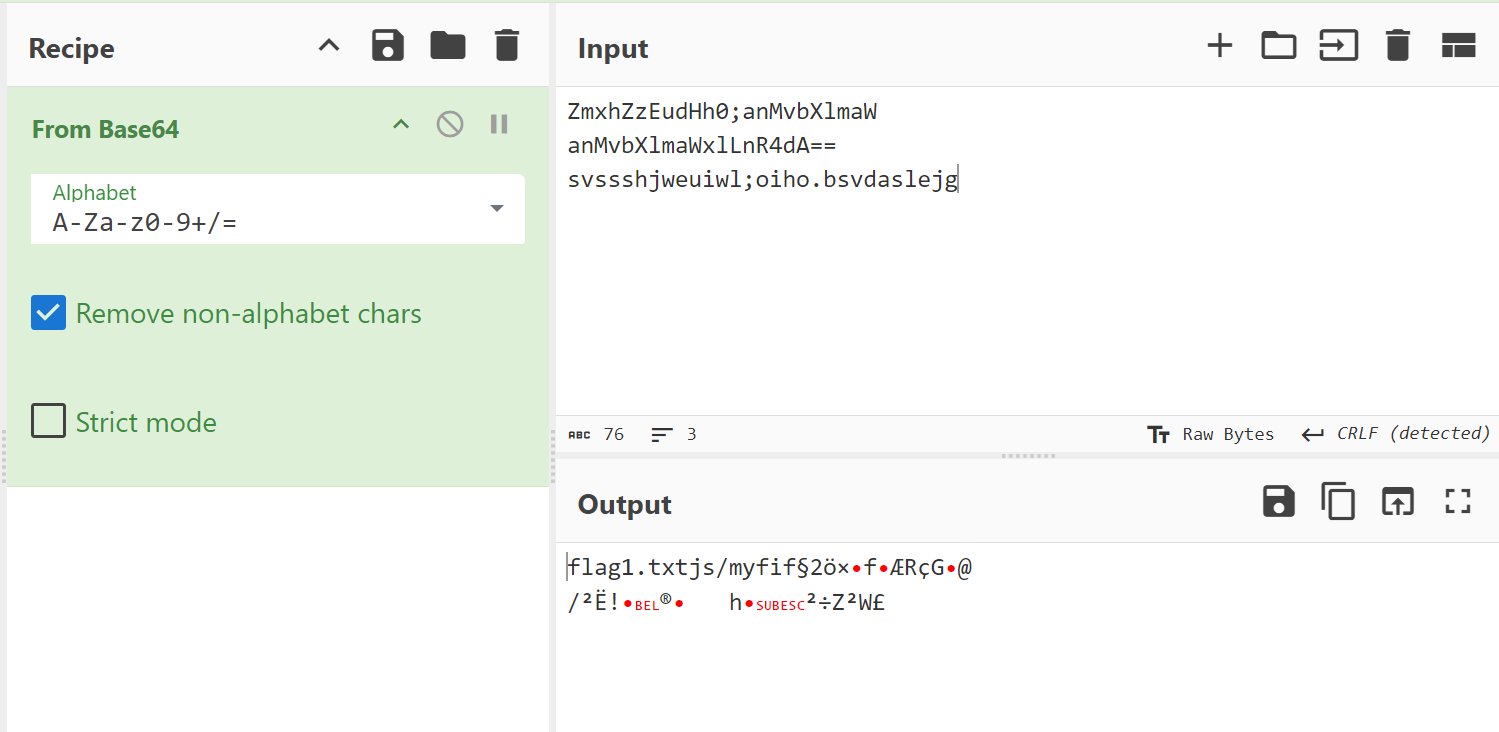 Recipe
From Base64
Alphabet
A-Za-z0-9+/=
Remove non-alphabet chars
Strict mode
Input
ZmxhZzEudHh0;anMvbXlmaW
anMvbXlmaWxlLnR4dA==
svssshjweuiwl;oiho.bsvdaslejg
ABC 76 3 Tт Raw Bytes CRLF (detected)
Output
flag1.txtjs/myfif§2ö×•f•ÆRçG•@
/²Ë!•BEL®• h•SUBESC²÷Z²W£